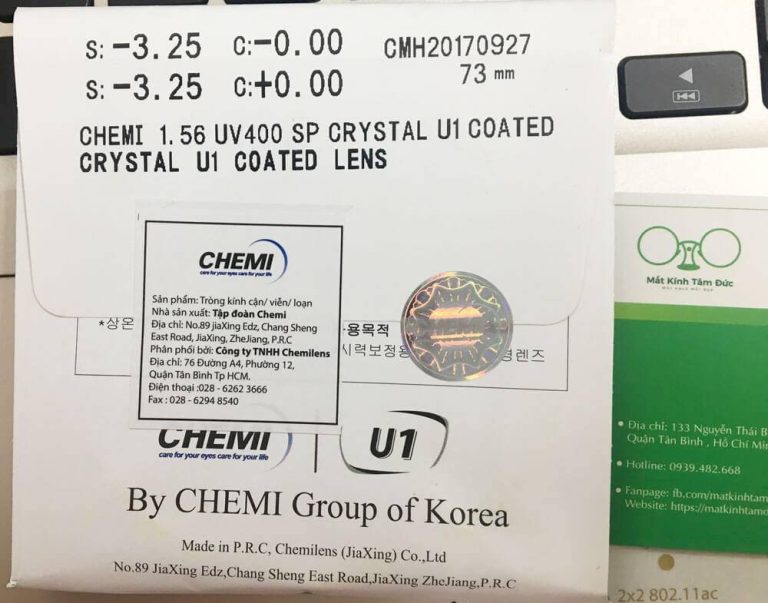 S: -3.25 C:-0.00 CMH20170927
S: -3.25 C:+0.00 73 mm
CHEMI 1.56 UV400 SP CRYSTAL U1 COATED
CRYSTAL U1 COATED LENS
CHEMI
care for your eyes care for your life
Sản phẩm: Tròng kính cận/ viễn/ loạn
Nhà sản xuất: Tập đoàn Chemi
Địa chỉ: No.89 jiaXing Edz, Chang Sheng
East Road, JiaXing, ZheJiang, P.R.C
Phân phối bởi: Công ty TNHH Chemilens
Địa chỉ: 76 Đường A4, Phường 12,
Quận Tân Bình Tp HCM.
Điện thoại :028 - 6262 3666
Fax : 028 - 6294 8540
*상온
용목적
시력보정용
렌즈
CHEMI
CHEMI
care for your eyes care for your life
U1
By CHEMI Group of Korea
Made in P.R.C, Chemilens (JiaXing) Co.,Ltd
No.89 JiaXing Edz,Chang Sheng East Road,JiaXing ZheJiang,P.R.C
Mắt Kính Tâm Đức
• Địa chỉ: 133 Nguyễn Thái B
Quận Tân Bình , Hồ Chí Min
• Hotline: 0939.482.668
• Fanpage: fb.com/matkinhtamd
Website: https://matkinhtam
2x2 802.11ac